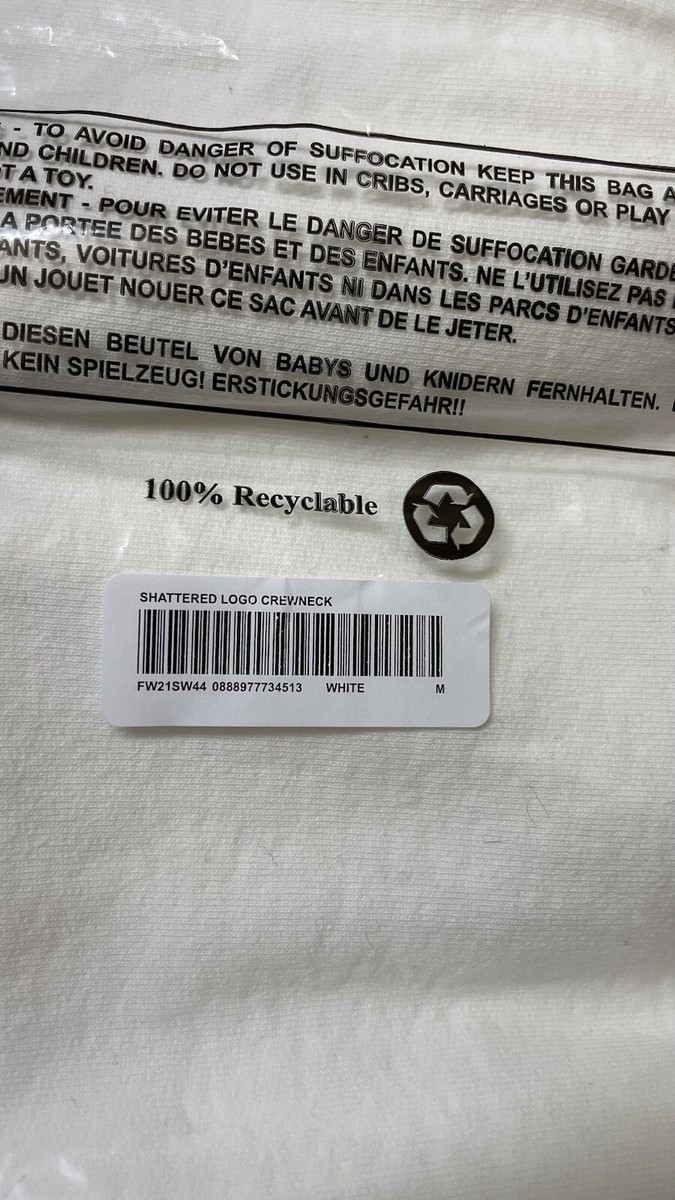 - TO AVOID DANGER OF SUFFOCATION KEEP THIS BAG A
ND CHILDREN. DO NOT USE IN CRIBS, CARRIAGES OR PLAY
T A TOY.
EMENT - POUR EVITER LE DANGER DE SUFFOCATION GARDE
A PORTEE DES BEBES ET DES ENFANTS. NE L'UTILISEZ PAS
ANTS, VOITURES D'ENFANTS NI DANS LES PARCS D'ENFANTS
UN JOUET NOUER CE SAC AVANT DE LE JETER.
DIESEN BEUTEL VON BABYS UND KNIDERN FERNHALTEN.
KEIN SPIELZEUG! ERSTICKUNGSGEFAHR!!
100% Recyclable
SHATTERED LOGO CREWNECK
FW21SW44 0888977734513 WHITE M